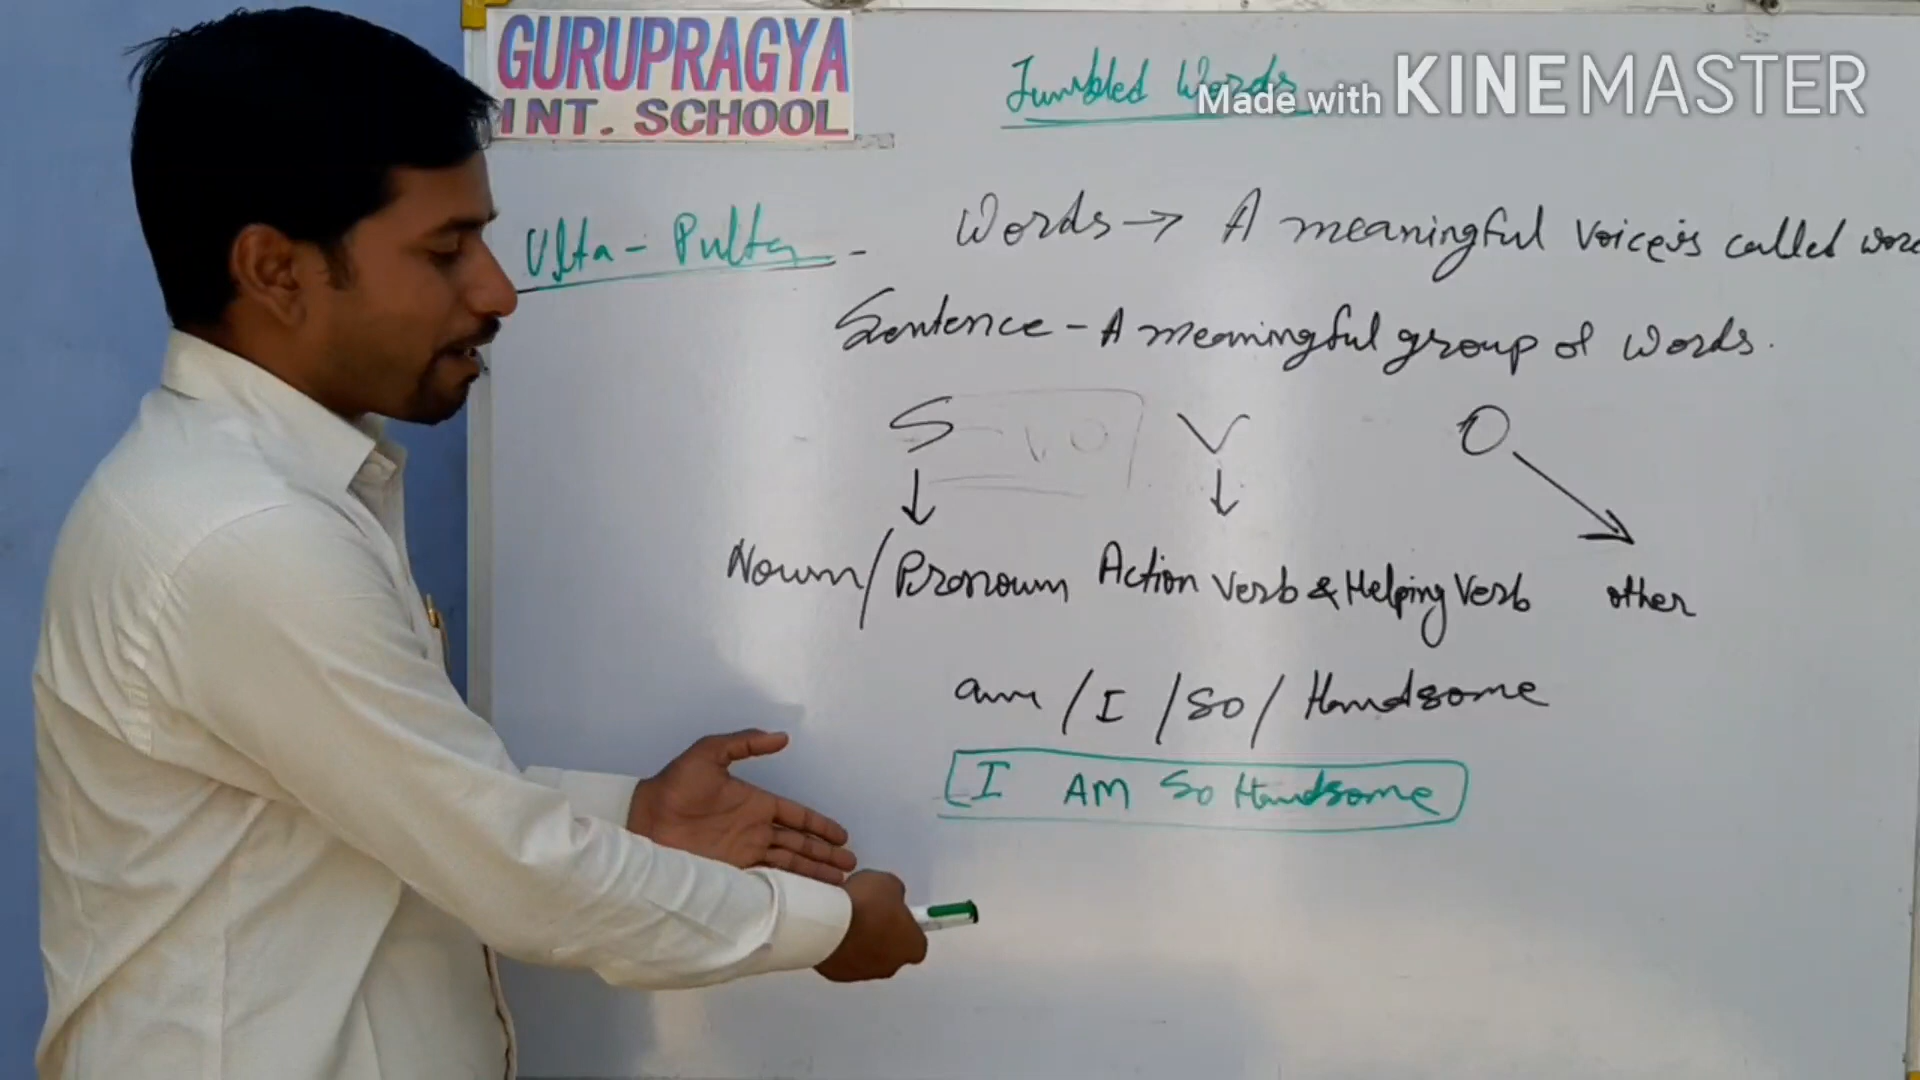 GURUPRAGYA
INT. SCHOOL
Jumbled Words
Made with KINEMASTER
Ulta - Pulta -
Words → A meaningful voice is called
Sentence - A meaningful group of words.
S V O
Noun / Pronoun Action Verb & Helping Verb other
am / I / So / Handsome
I AM So Handsome